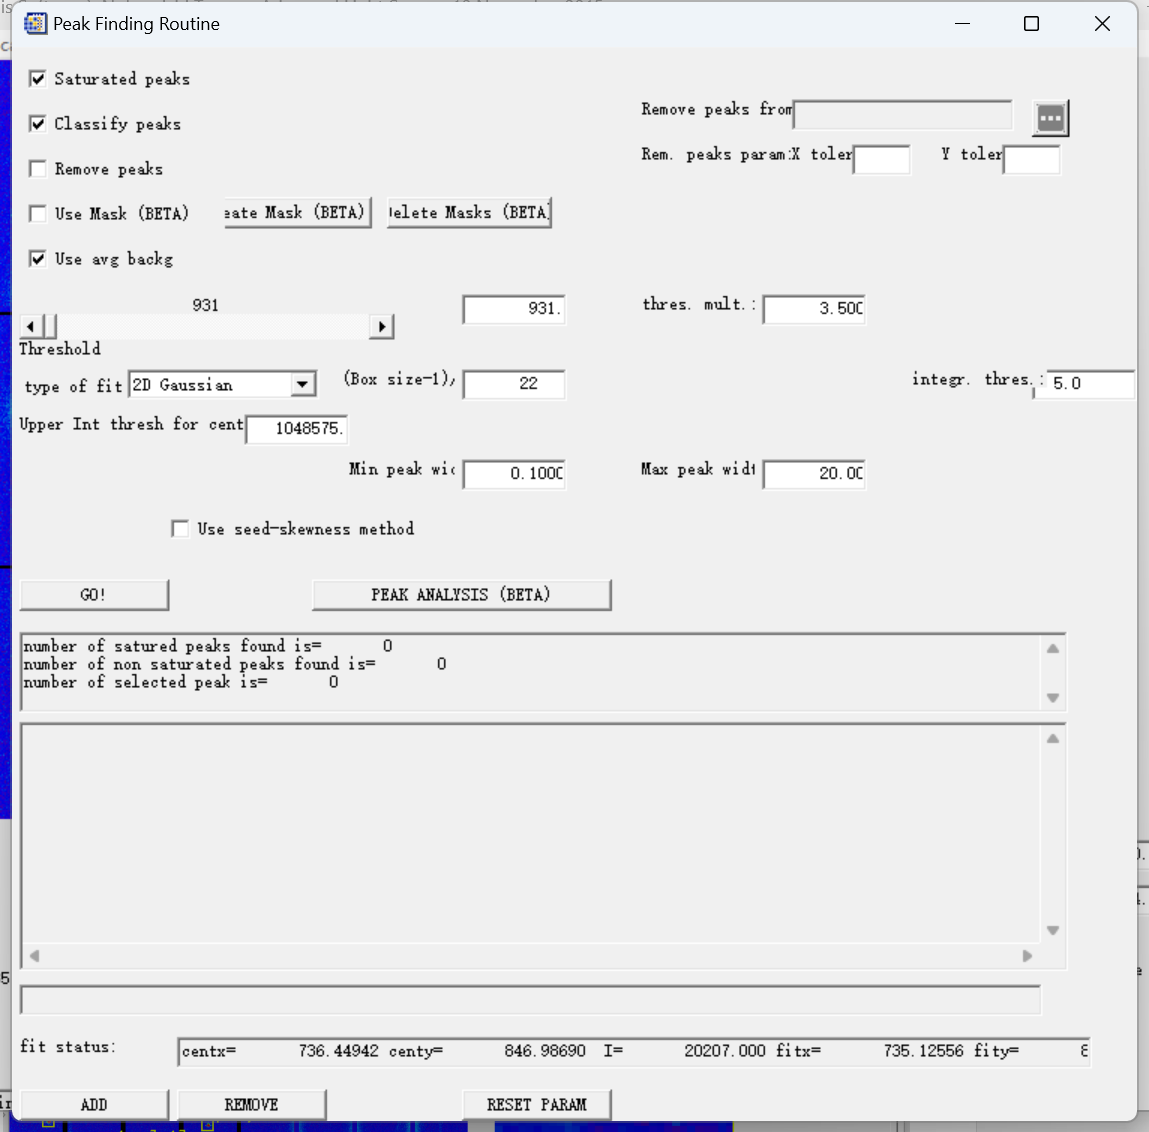 Peak Finding Routine
Saturated peaks
Classify peaks
Remove peaks from
Rem. peaks param:X toler
Y toler
Remove peaks
Use Mask (BETA)
eate Mask (BETA)
elete Masks (BETA
Use avg backg
931
931.
thres. mult.:
3.500
Threshold
type of fit
2D Gaussian
(Box size-1),
22
integr. thres.:
5.0
Upper Int thresh for cent
1048575.
Min peak wid
0.1000
Max peak widt
20.00
Use seed-skewness method
GO!
PEAK ANALYSIS (BETA)
number of satured peaks found is= 0
number of non saturated peaks found is= 0
number of selected peak is= 0
fit status:
centx= 736.44942 centy= 846.98690 I= 20207.000 fitx= 735.12556 fity=
ADD
REMOVE
RESET PARAM